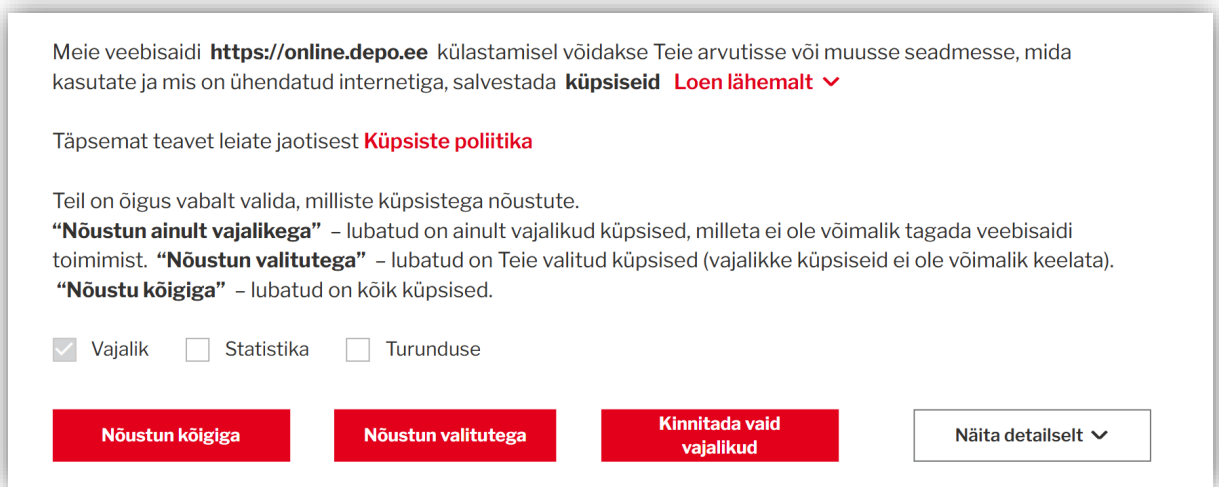 Meie veebisaidi https://online.depo.ee külastamisel võidakse Teie arvutisse või muusse seadmesse, mida
kasutate ja mis on ühendatud internetiga, salvestada küpsiseid Loen lähemalt
Täpsemat teavet leiate jaotisest Küpsiste poliitika
Teil on õigus vabalt valida, milliste küpsistega nõustute.
“Nõustun ainult vajalikega” – lubatud on ainult vajalikud küpsised, milleta ei ole võimalik tagada veebisaidi
toimimist. “Nõustun valitutega” – lubatud on Teie valitud küpsised (vajalikke küpsiseid ei ole võimalik keelata).
“Nõustu kõigiga” – lubatud on kõik küpsised.
Vajalik Statistika Turunduse
Nõustun kõigiga Nõustun valitutega Kinnitada vaid
vajalikud
Näita detailselt